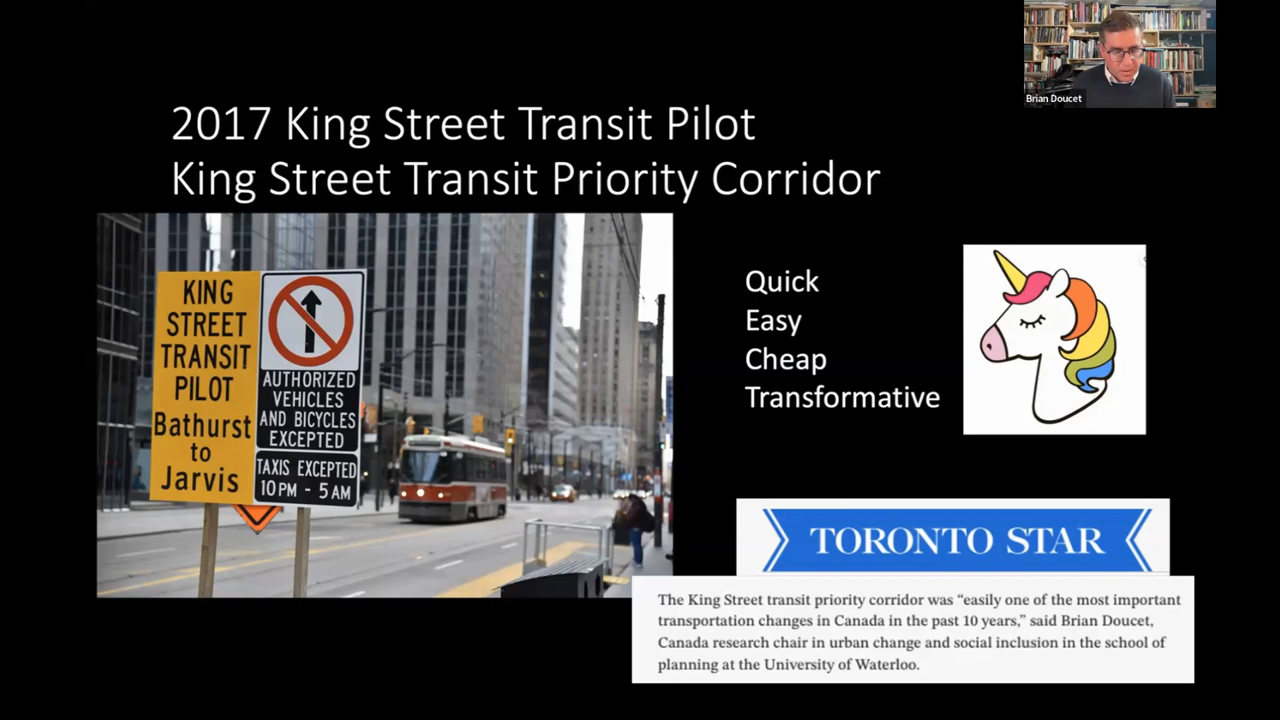 Brian Doucet
2017 King Street Transit Pilot
King Street Transit Priority Corridor
KING
STREET
TRANSIT
PILOT
Bathurst
to
Jarvis
AUTHORIZED
VEHICLES
AND BICYCLES
EXCEPTED
TAXIS EXCEPTED
10 PM - 5 AM
Quick
Easy
Cheap
Transformative
TORONTO STAR
The King Street transit priority corridor was “easily one of the most important
transportation changes in Canada in the past 10 years,” said Brian Doucet,
Canada research chair in urban change and social inclusion in the school of
planning at the University of Waterloo.